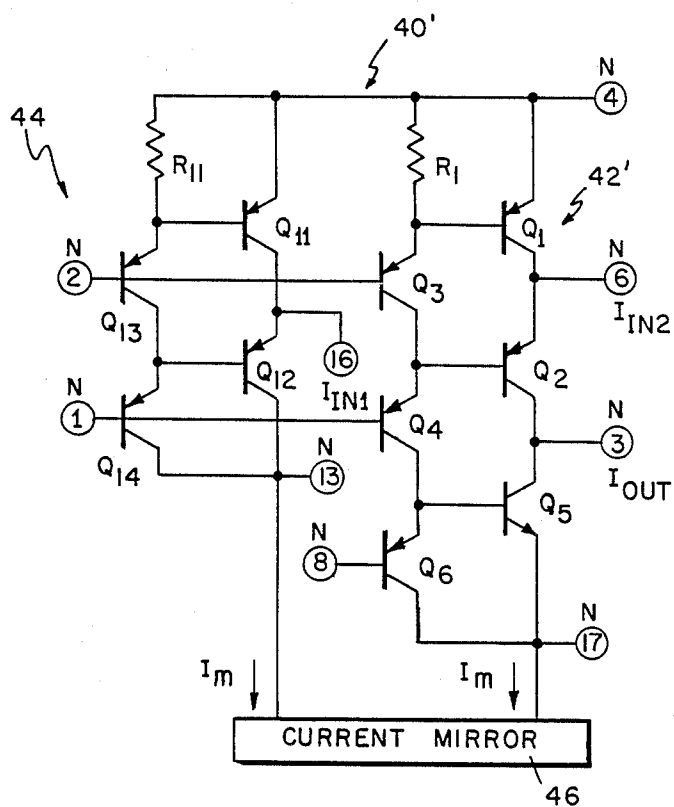 40'
N
4
44
R11
R1
42'
Q11
Q1
N
2
Q13
Q3
N
6
IIN2
Q12
16
IIN1
Q2
N
1
Q14
Q4
N
3
IOUT
N
13
Q5
N
8
Q6
N
17
Im
Im
CURRENT MIRROR
46